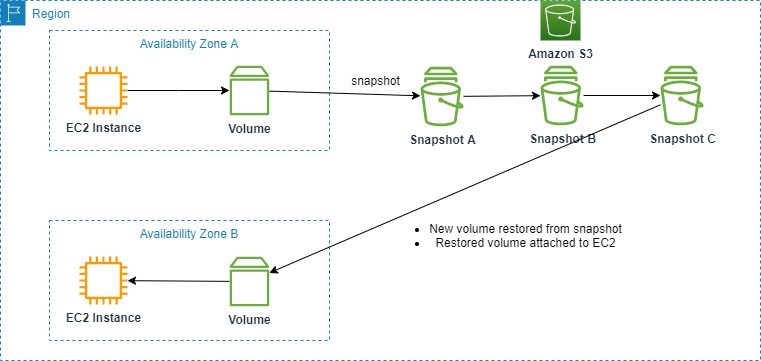 Region
Availability Zone A
Amazon S3
snapshot
EC2 Instance
Volume
Snapshot A
Snapshot B
Snapshot C
Availability Zone B
New volume restored from snapshot
Restored volume attached to EC2
EC2 Instance
Volume